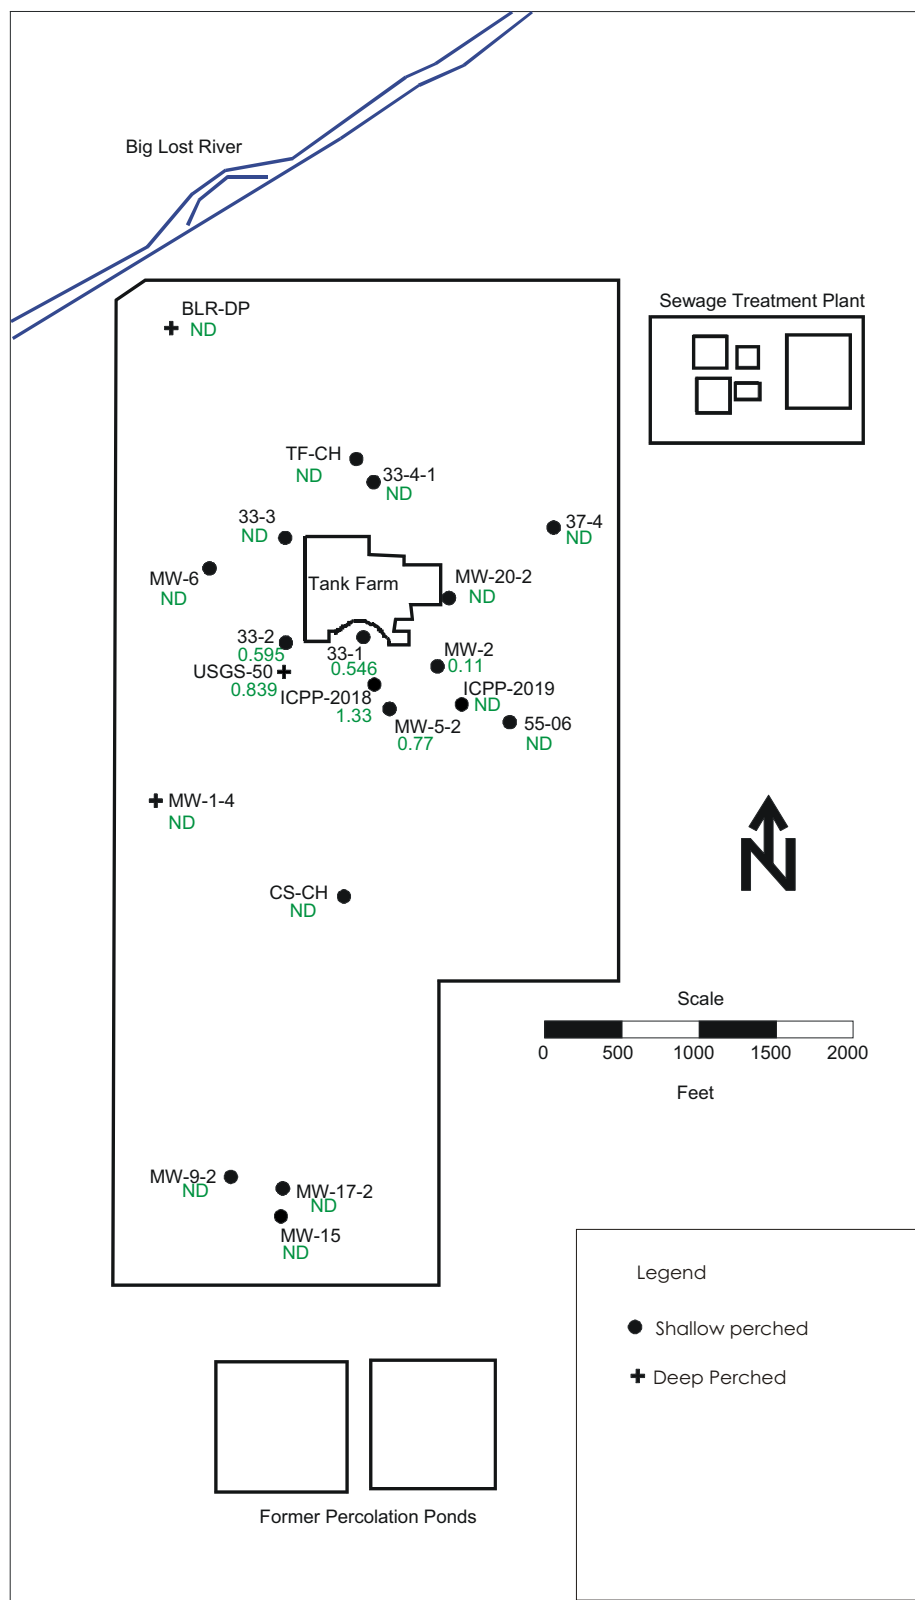 Big Lost River
BLR-DP
ND
Sewage Treatment Plant
TF-CH
ND
33-4-1
ND
33-3
ND
37-4
ND
MW-6
ND
Tank Farm
MW-20-2
ND
33-2
0.595
33-1
0.546
MW-2
0.11
USGS-50
0.839
ICPP-2018
1.33
ICPP-2019
ND
MW-5-2
0.77
55-06
ND
MW-1-4
ND
N
CS-CH
ND
Scale
0 500 1000 1500 2000
Feet
MW-9-2
ND
MW-17-2
ND
MW-15
ND
Legend
Shallow perched
Deep Perched
Former Percolation Ponds